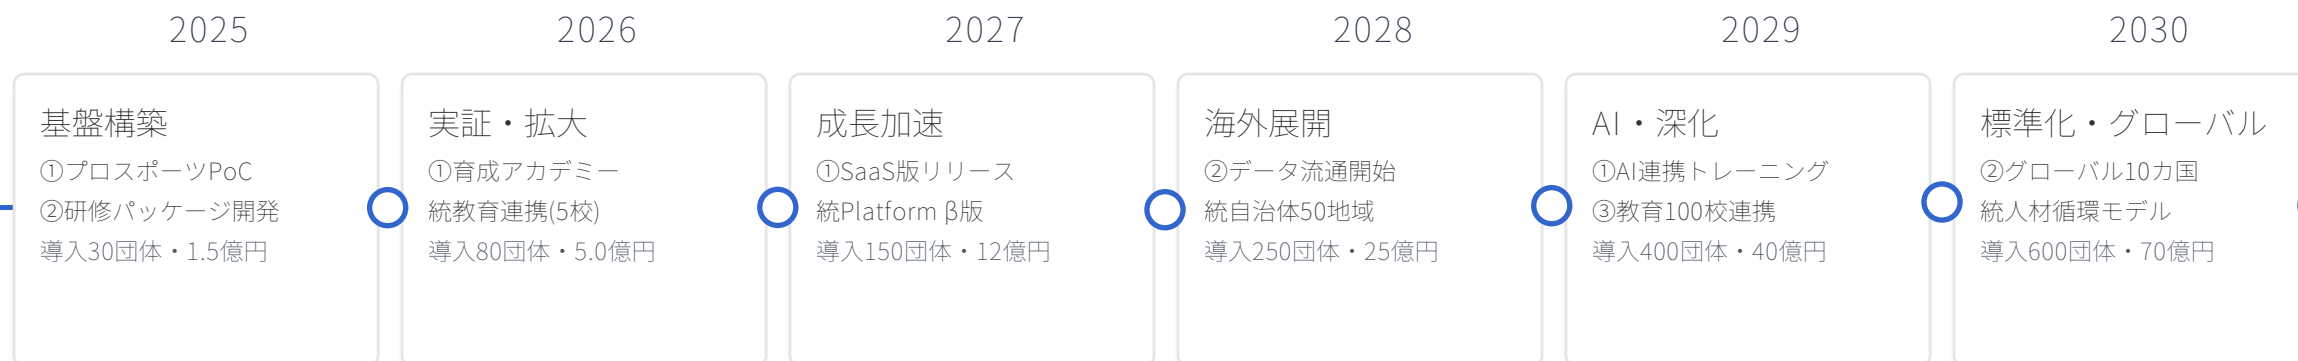 2025
基盤構築
①プロスポーツPoC
②研修パッケージ開発
導入30団体・1.5億円
2026
実証・拡大
①育成アカデミー
統教育連携(5校)
導入80団体・5.0億円
2027
成長加速
①SaaS版リリース
統Platform β版
導入150団体・12億円
2028
海外展開
②データ流通開始
統自治体50地域
導入250団体・25億円
2029
AI・深化
①AI連携トレーニング
③教育100校連携
導入400団体・40億円
2030
標準化・グローバル
②グローバル10カ国
統人材循環モデル
導入600団体・70億円